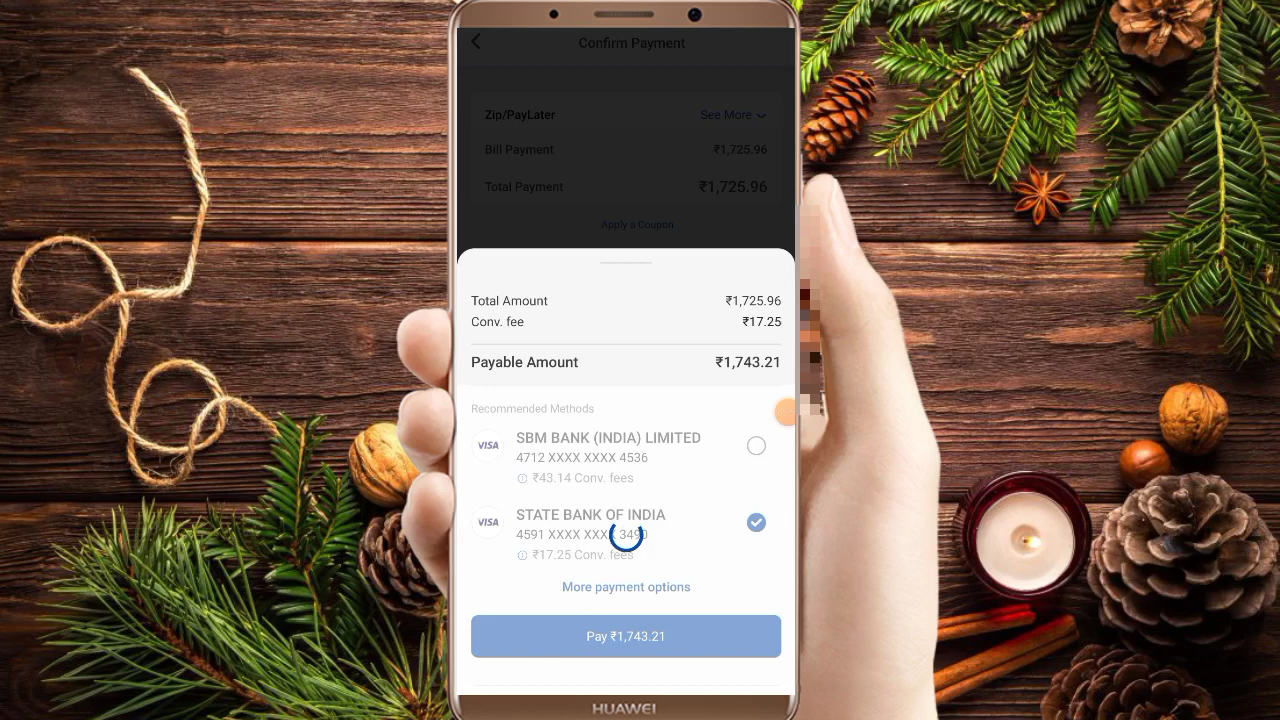 Confirm Payment
Zip/PayLater See More
Bill Payment ₹1,725.96
Total Payment ₹1,725.96
Apply a Coupon
Total Amount ₹1,725.96
Conv. fee ₹17.25
Payable Amount ₹1,743.21
Recommended Methods
VISA SBM BANK (INDIA) LIMITED
4712 XXXX XXXX 4536
₹43.14 Conv. fees
VISA STATE BANK OF INDIA
4591 XXXX XXXX 3490
₹17.25 Conv. fees
More payment options
Pay ₹1,743.21
HUAWEI